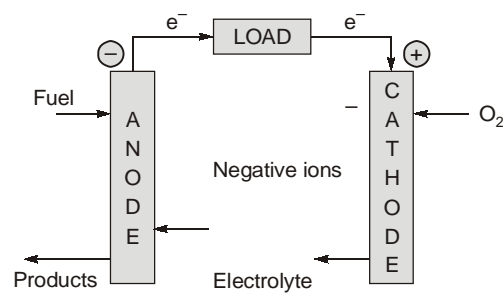 e⁻
e⁻
LOAD
−
+
Fuel
ANODE
−
CATHODE
O₂
Negative ions
Products
Electrolyte